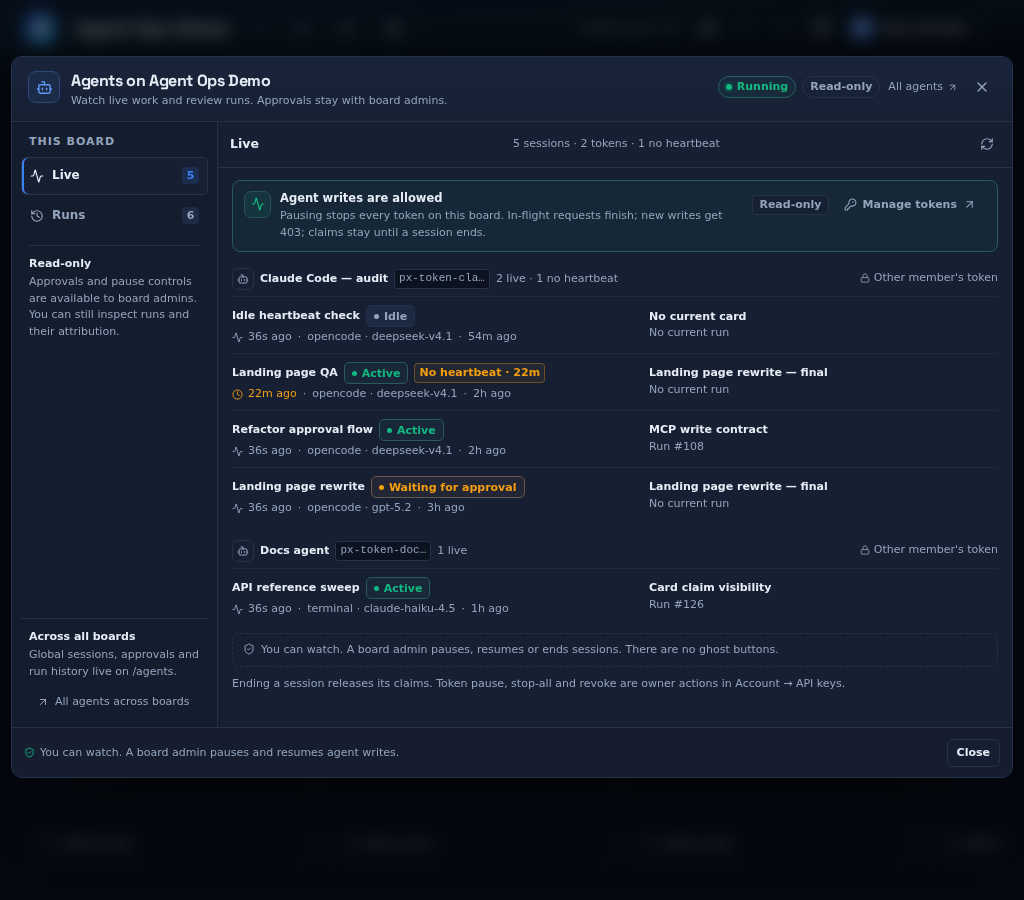 Agents on Agent Ops Demo
Watch live work and review runs. Approvals stay with board admins.
Running
Read-only
All agents
THIS BOARD
Live
5
Runs
6
Read-only
Approvals and pause controls
are available to board admins.
You can still inspect runs and
their attribution.
Across all boards
Global sessions, approvals and
run history live on /agents.
All agents across boards
Live
5 sessions · 2 tokens · 1 no heartbeat
Agent writes are allowed
Pausing stops every token on this board. In-flight requests finish; new writes get
403; claims stay until a session ends.
Read-only
Manage tokens
Claude Code — audit px-token-cla… 2 live · 1 no heartbeat
Other member's token
Idle heartbeat check Idle
36s ago · opencode · deepseek-v4.1 · 54m ago
No current card
No current run
Landing page QA Active No heartbeat · 22m
22m ago · opencode · deepseek-v4.1 · 2h ago
Landing page rewrite — final
No current run
Refactor approval flow Active
36s ago · opencode · deepseek-v4.1 · 2h ago
MCP write contract
Run #108
Landing page rewrite Waiting for approval
36s ago · opencode · gpt-5.2 · 3h ago
Landing page rewrite — final
No current run
Docs agent px-token-doc… 1 live
Other member's token
API reference sweep Active
36s ago · terminal · claude-haiku-4.5 · 1h ago
Card claim visibility
Run #126
You can watch. A board admin pauses, resumes or ends sessions. There are no ghost buttons.
Ending a session releases its claims. Token pause, stop-all and revoke are owner actions in Account → API keys.
You can watch. A board admin pauses and resumes agent writes.
Close